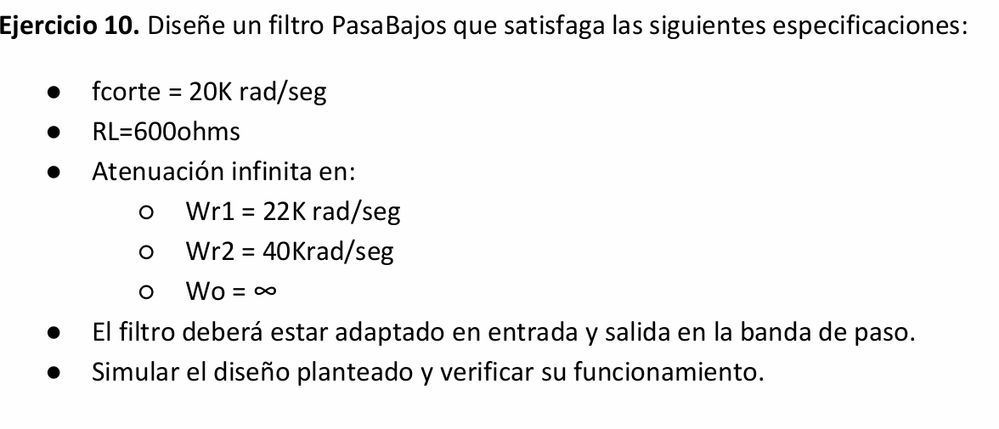 Ejercicio 10. Diseñe un filtro PasaBajos que satisfaga las siguientes especificaciones:
● fcorte = 20K rad/seg
● RL=600ohms
● Atenuación infinita en:
○ Wr1 = 22K rad/seg
○ Wr2 = 40Krad/seg
○ Wo = ∞
● El filtro deberá estar adaptado en entrada y salida en la banda de paso.
● Simular el diseño planteado y verificar su funcionamiento.